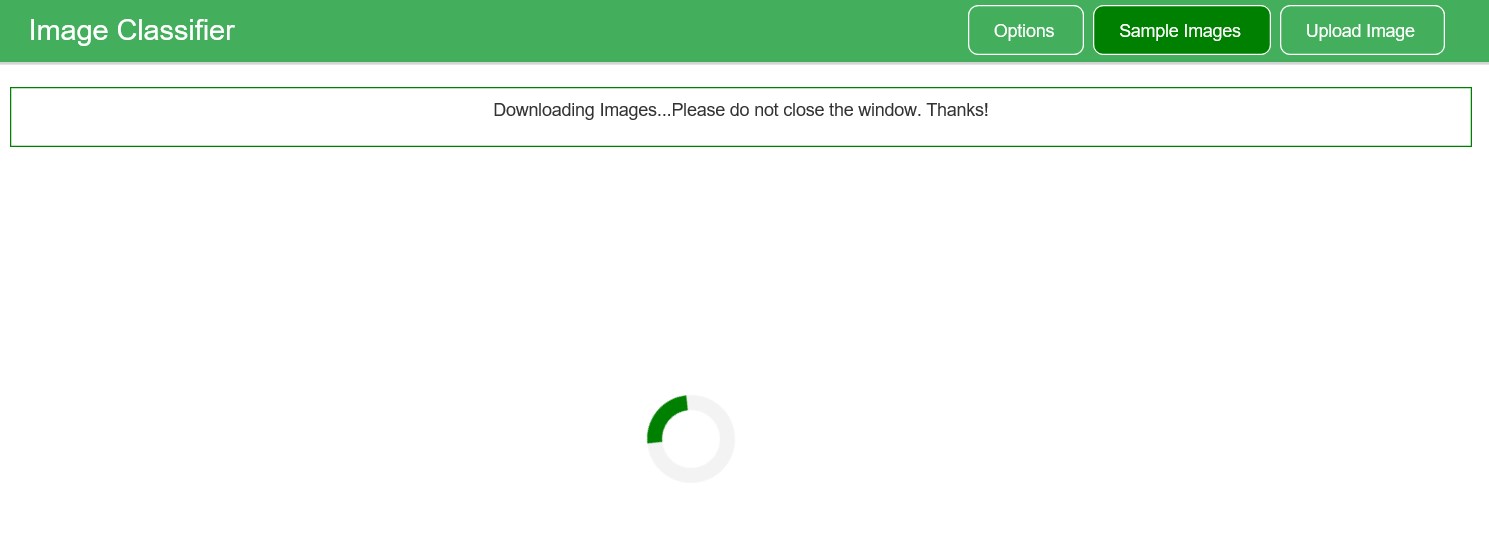 Image Classifier
Options
Sample Images
Upload Image
Downloading Images...Please do not close the window. Thanks!